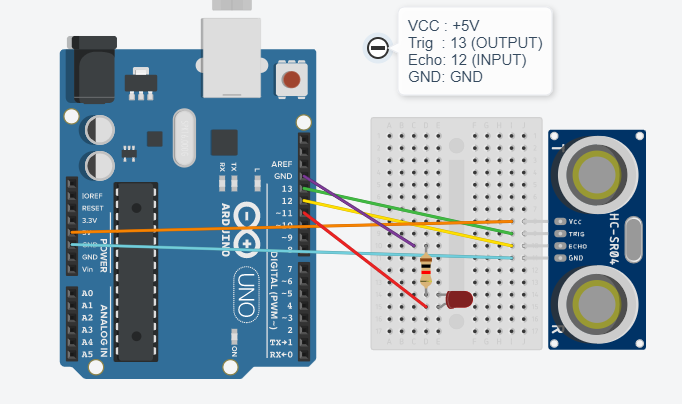 VCC : +5V
Trig : 13 (OUTPUT)
Echo: 12 (INPUT)
GND: GND
AREF
GND
13
12
~11
~10
~9
8
7
~6
~5
4
~3
2
TX→1
RX←0
DIGITAL (PWM~)
IOREF
RESET
3.3V
5V
GND
GND
Vin
POWER
A0
A1
A2
A3
A4
A5
ANALOG IN
RX
TX
L
ARDUINO
UNO
ON
T
Vcc
TRIG
ECHO
GND
HC-SR04
R